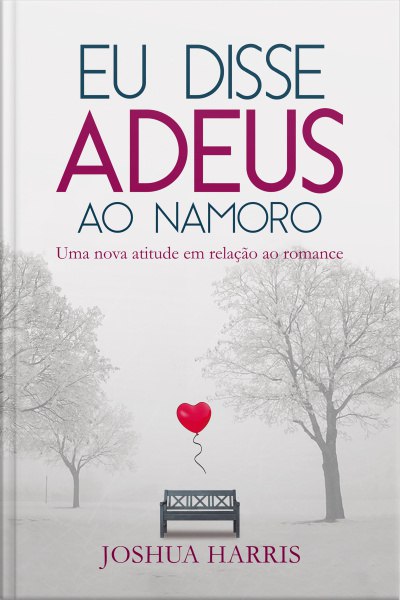 EU DISSE
ADEUS
AO NAMORO
Uma nova atitude em relação ao romance
JOSHUA HARRIS